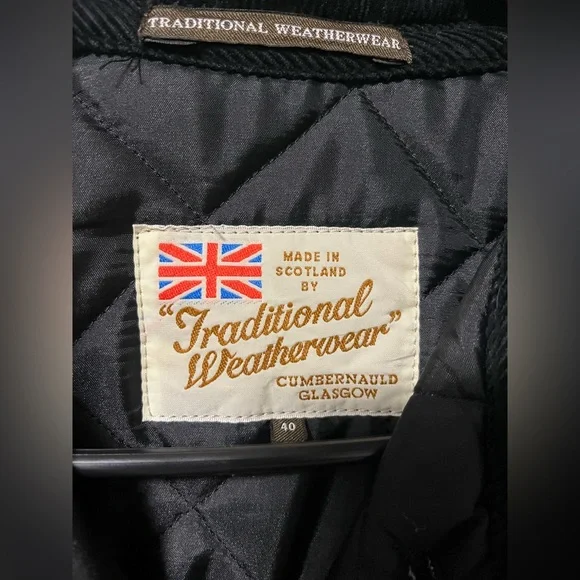 TRADITIONAL WEATHERWEAR
MADE IN
SCOTLAND
BY
"Traditional
Weatherwear"
CUMBERNAULD
GLASGOW
40